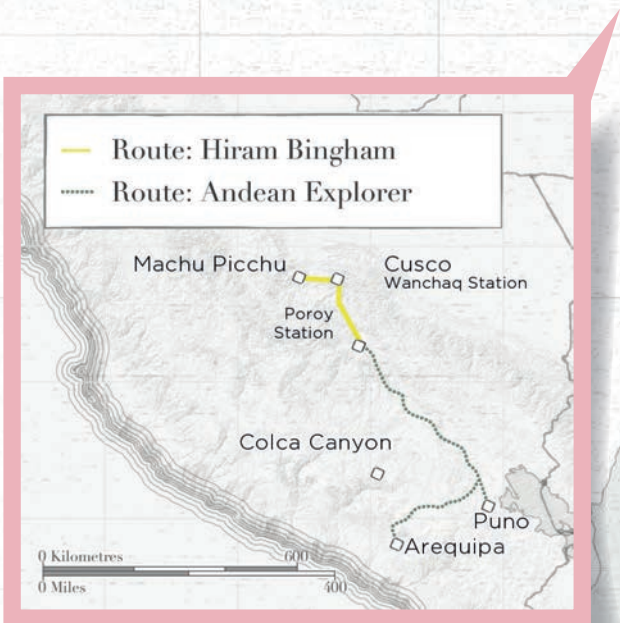 Route: Hiram Bingham
Route: Andean Explorer
Machu Picchu
Cusco
Wanchaq Station
Poroy
Station
Colca Canyon
Puno
Arequipa
0 Kilometres 600
0 Miles 400